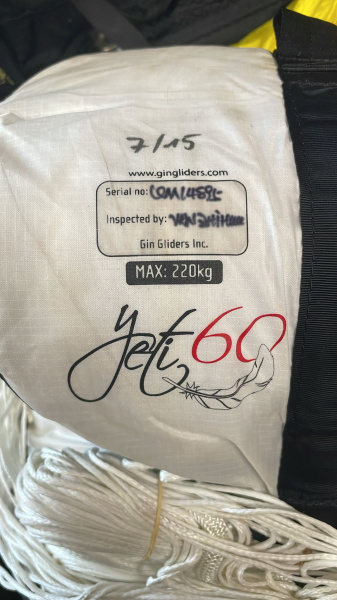 7/15
www.gingliders.com
Serial no:
Inspected by:
Gin Gliders Inc.
MAX: 220kg
Yeti 60